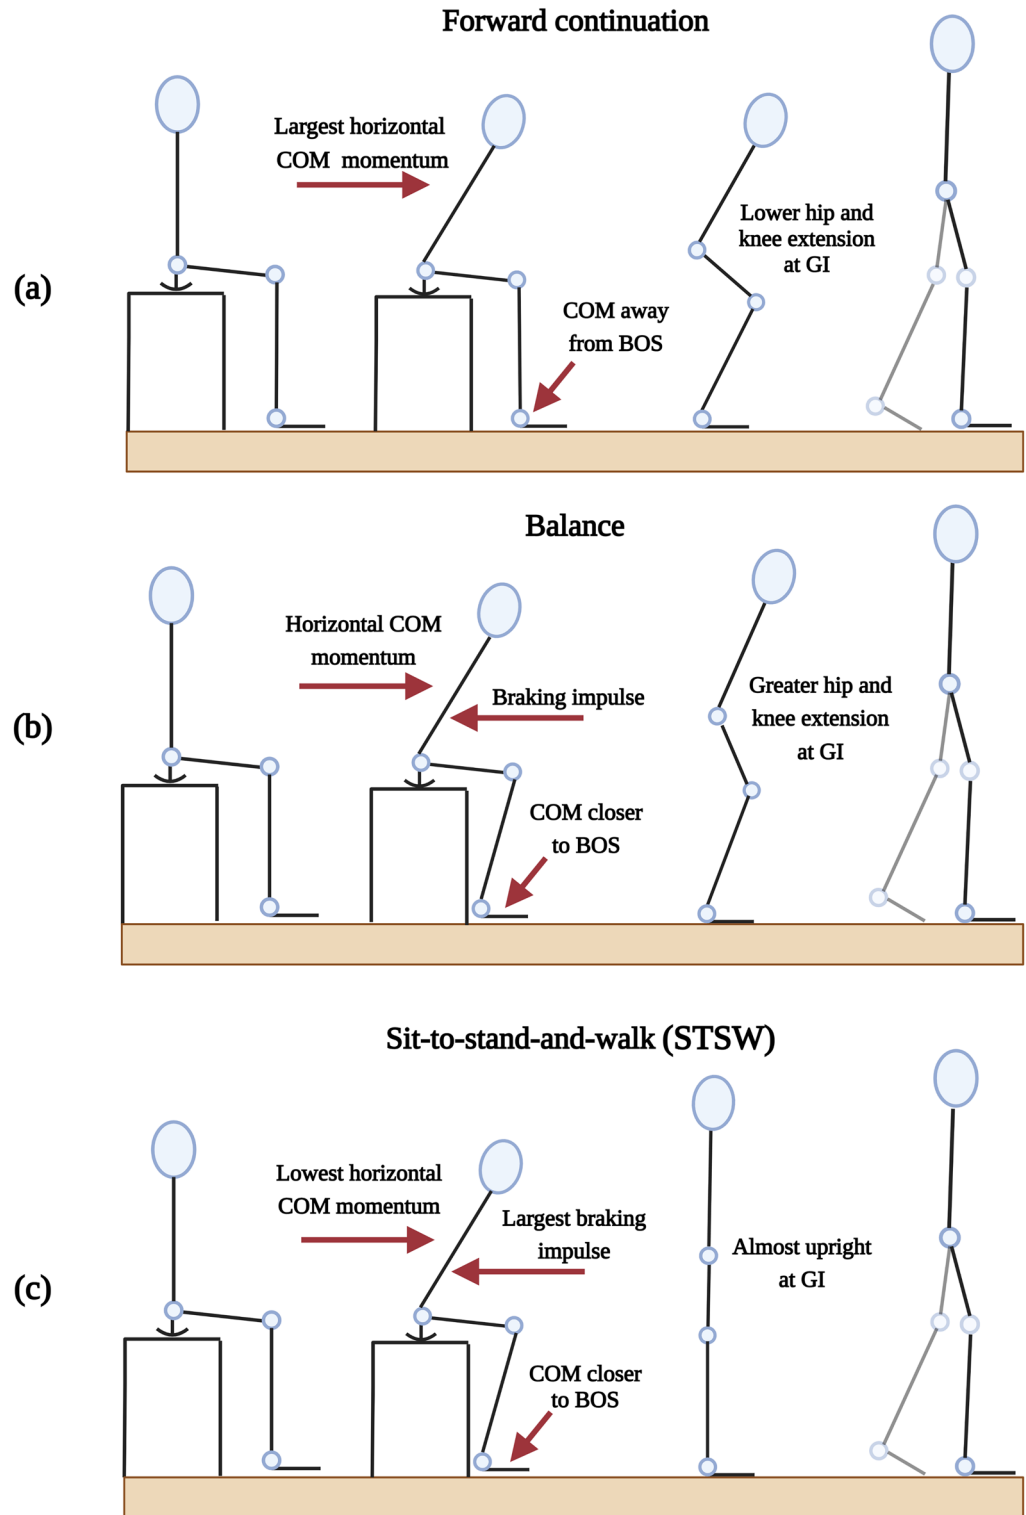 Forward continuation
Largest horizontal
COM momentum
Lower hip and
knee extension
at GI
(a)
COM away
from BOS
Balance
Horizontal COM
momentum
Braking impulse
Greater hip and
knee extension
at GI
(b)
COM closer
to BOS
Sit-to-stand-and-walk (STSW)
Lowest horizontal
COM momentum
Largest braking
impulse
Almost upright
at GI
(c)
COM closer
to BOS